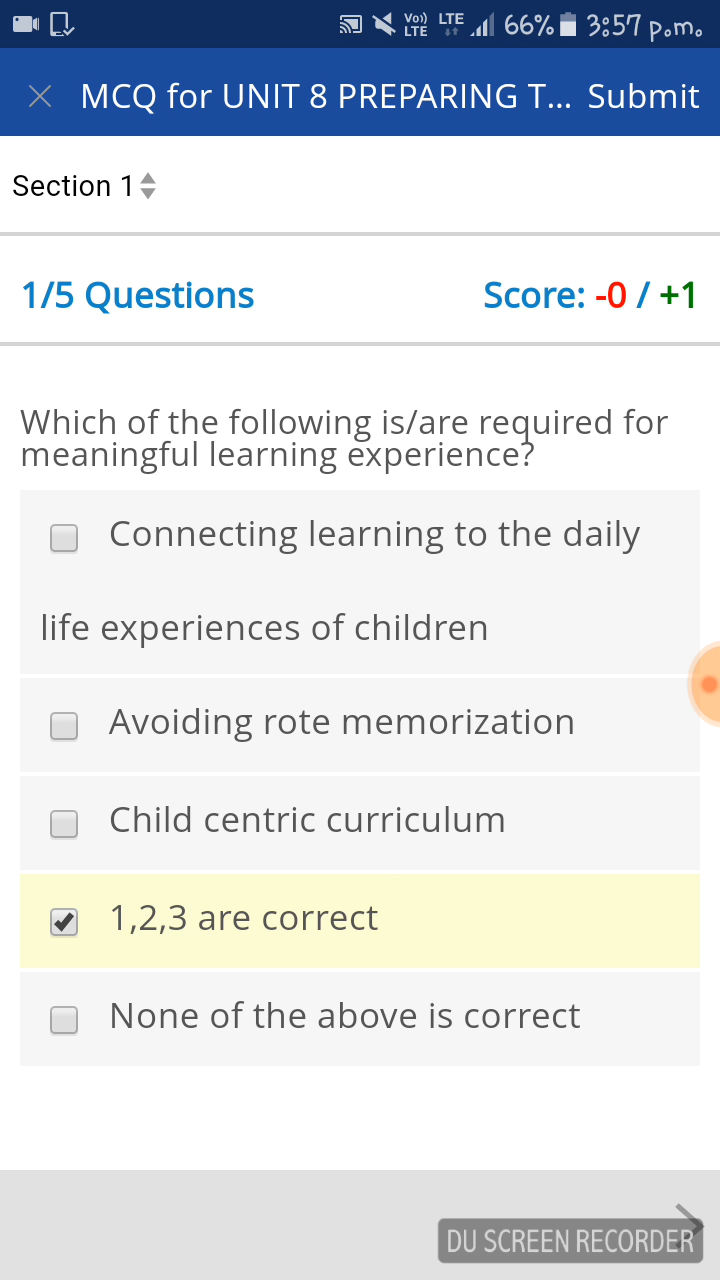 Vo)) LTE LTE 66% 3:57 p.m.
MCQ for UNIT 8 PREPARING T... Submit
Section 1
1/5 Questions Score: -0 / +1
Which of the following is/are required for
meaningful learning experience?
Connecting learning to the daily
life experiences of children
Avoiding rote memorization
Child centric curriculum
1,2,3 are correct
None of the above is correct
DU SCREEN RECORDER